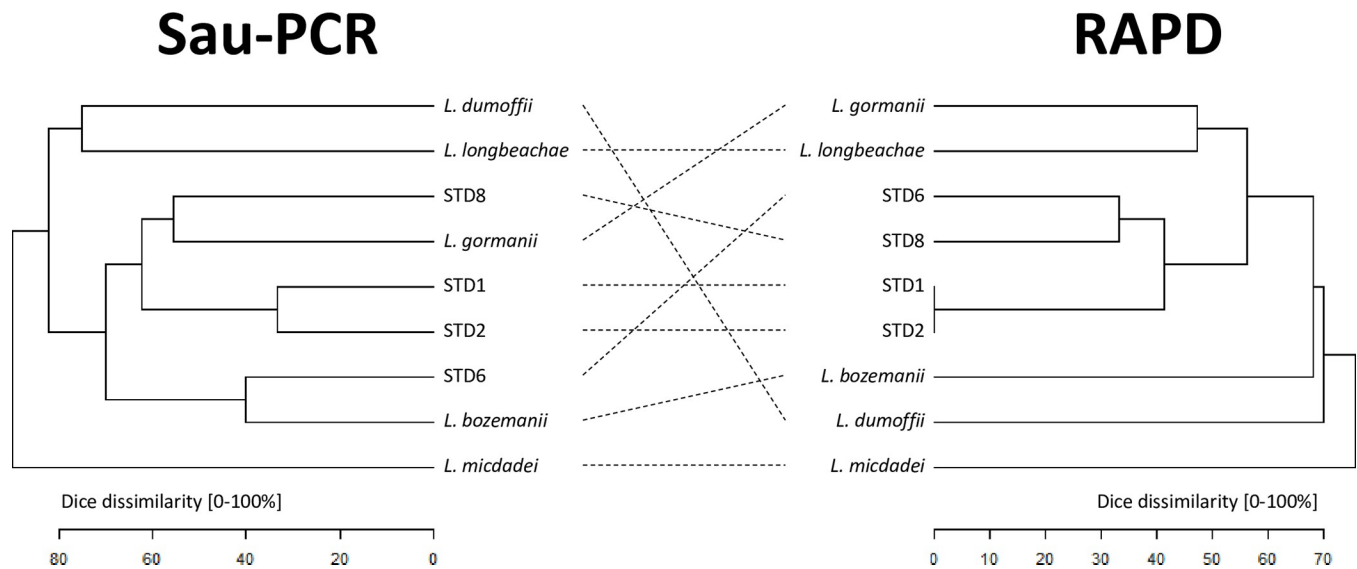 Sau-PCR
RAPD
L. dumoffii
L. longbeachae
STD8
L. gormanii
STD1
STD2
STD6
L. bozemanii
L. micdadei
Dice dissimilarity [0-100%]
80 60 40 20 0
L. gormanii
L. longbeachae
STD6
STD8
STD1
STD2
L. bozemanii
L. dumoffii
L. micdadei
Dice dissimilarity [0-100%]
0 10 20 30 40 50 60 70